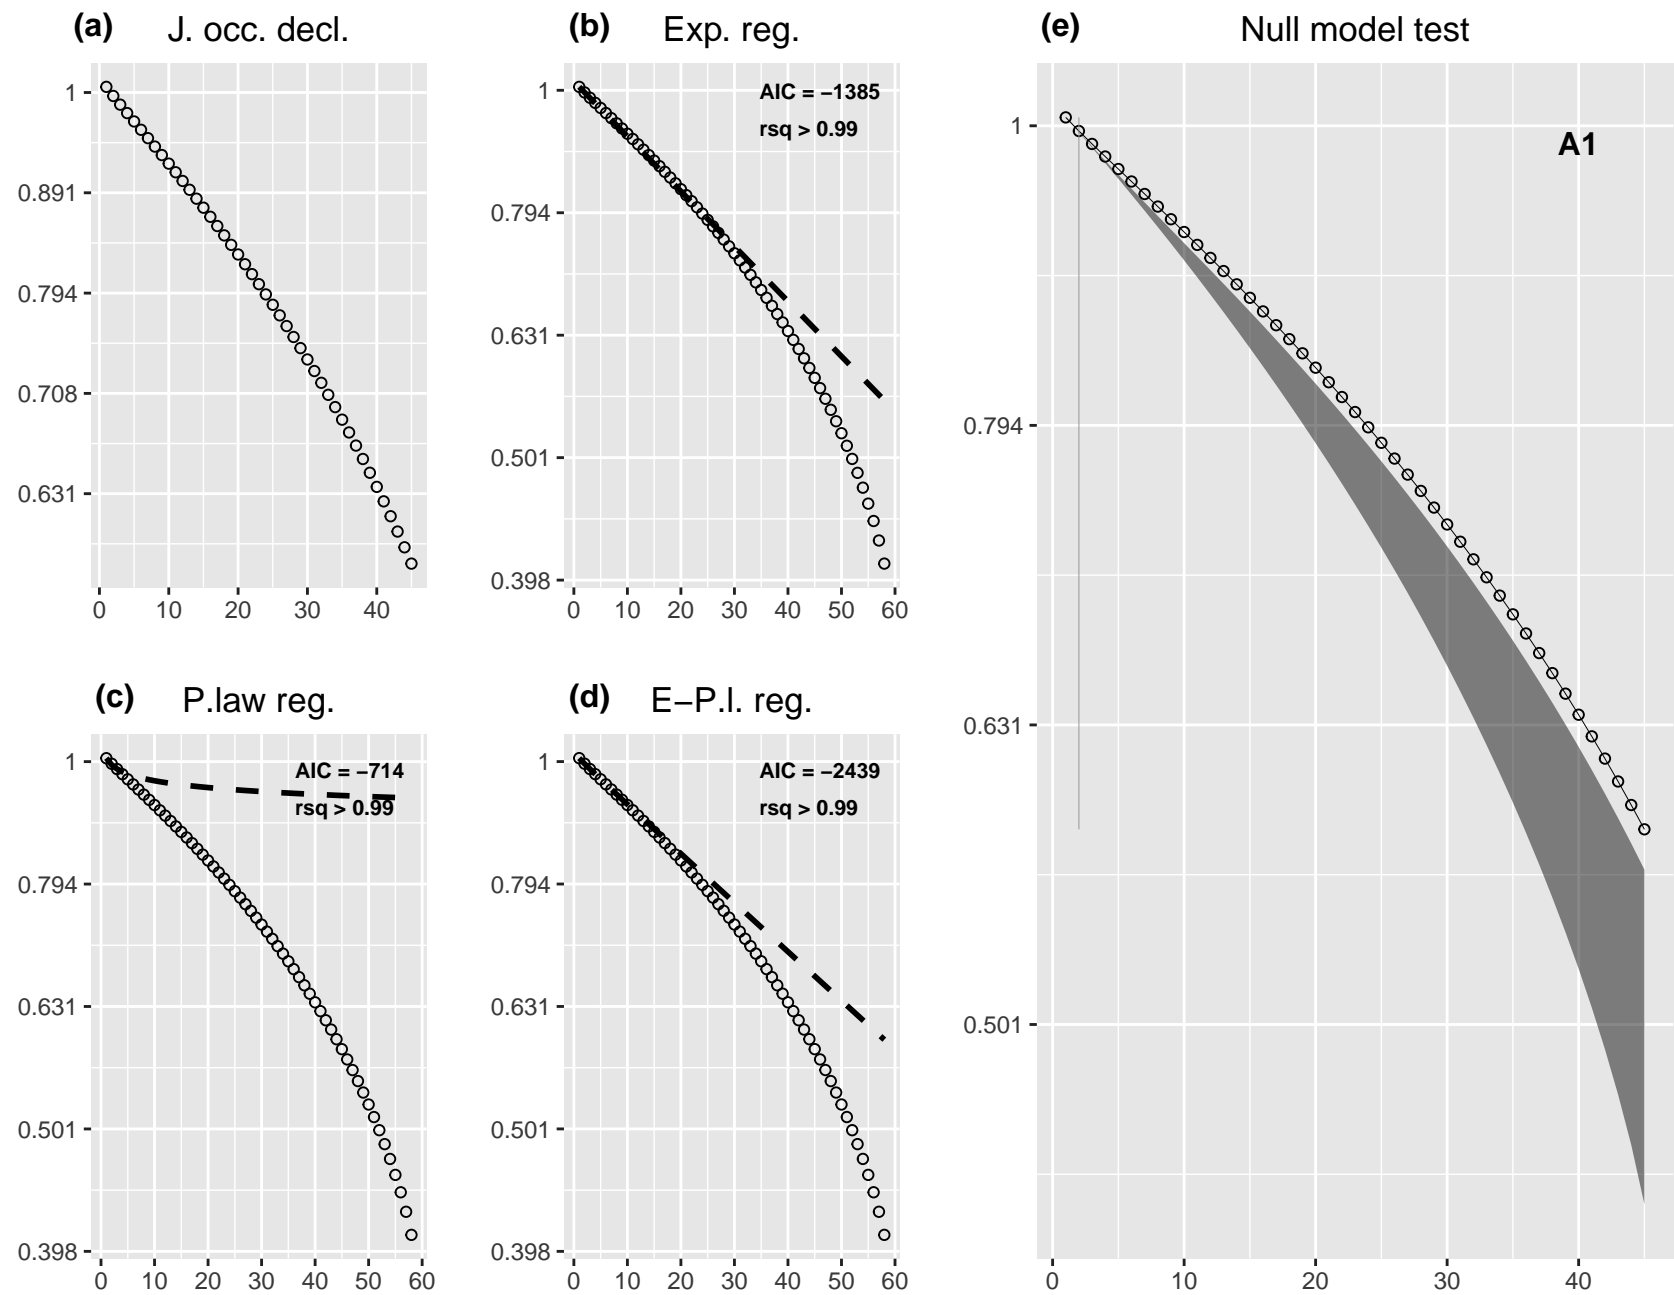 (a) J. occ. decl.
1
0.891
0.794
0.708
0.631
0 10 20 30 40
(b) Exp. reg.
AIC = −1385
rsq > 0.99
1
0.794
0.631
0.501
0.398
0 10 20 30 40 50 60
(c) P.law reg.
AIC = −714
rsq > 0.99
1
0.794
0.631
0.501
0.398
0 10 20 30 40 50 60
(d) E−P.l. reg.
AIC = −2439
rsq > 0.99
1
0.794
0.631
0.501
0.398
0 10 20 30 40 50 60
(e) Null model test
A1
1
0.794
0.631
0.501
0 10 20 30 40